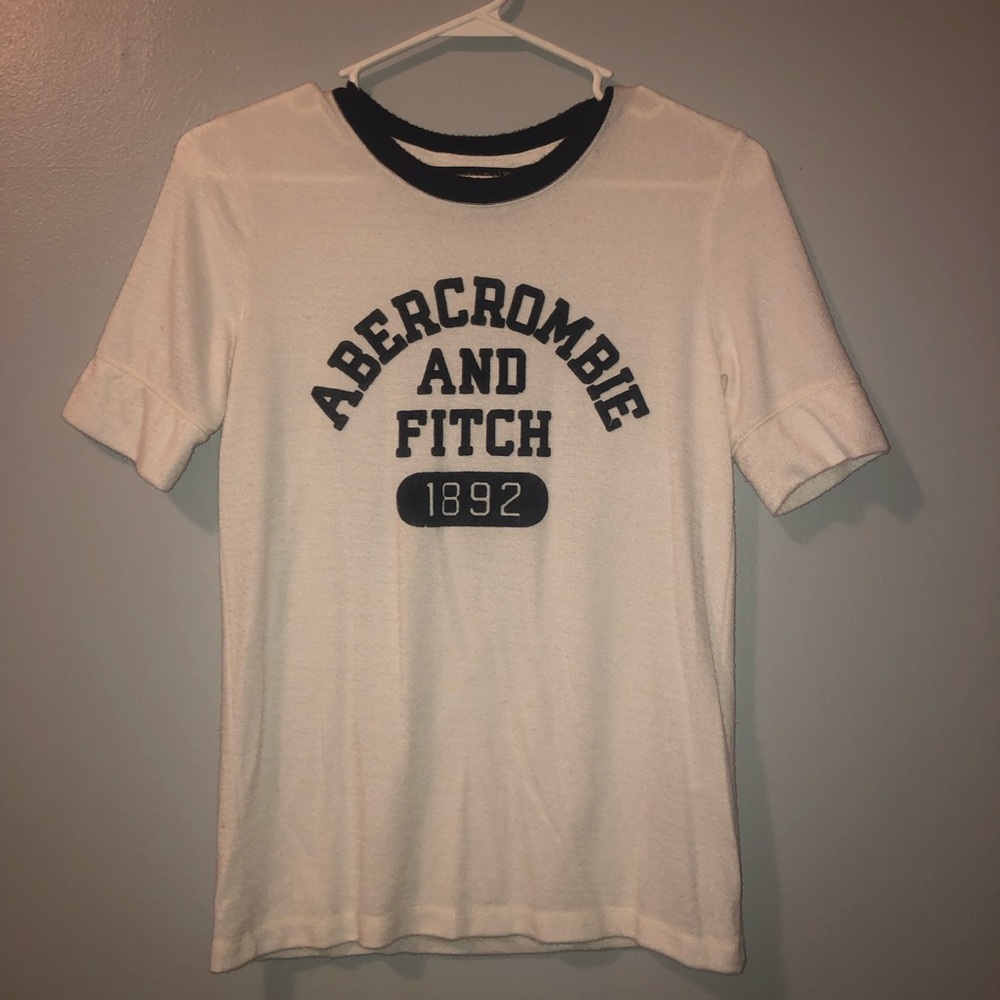 ABERCROMBIE
AND
FITCH
1892